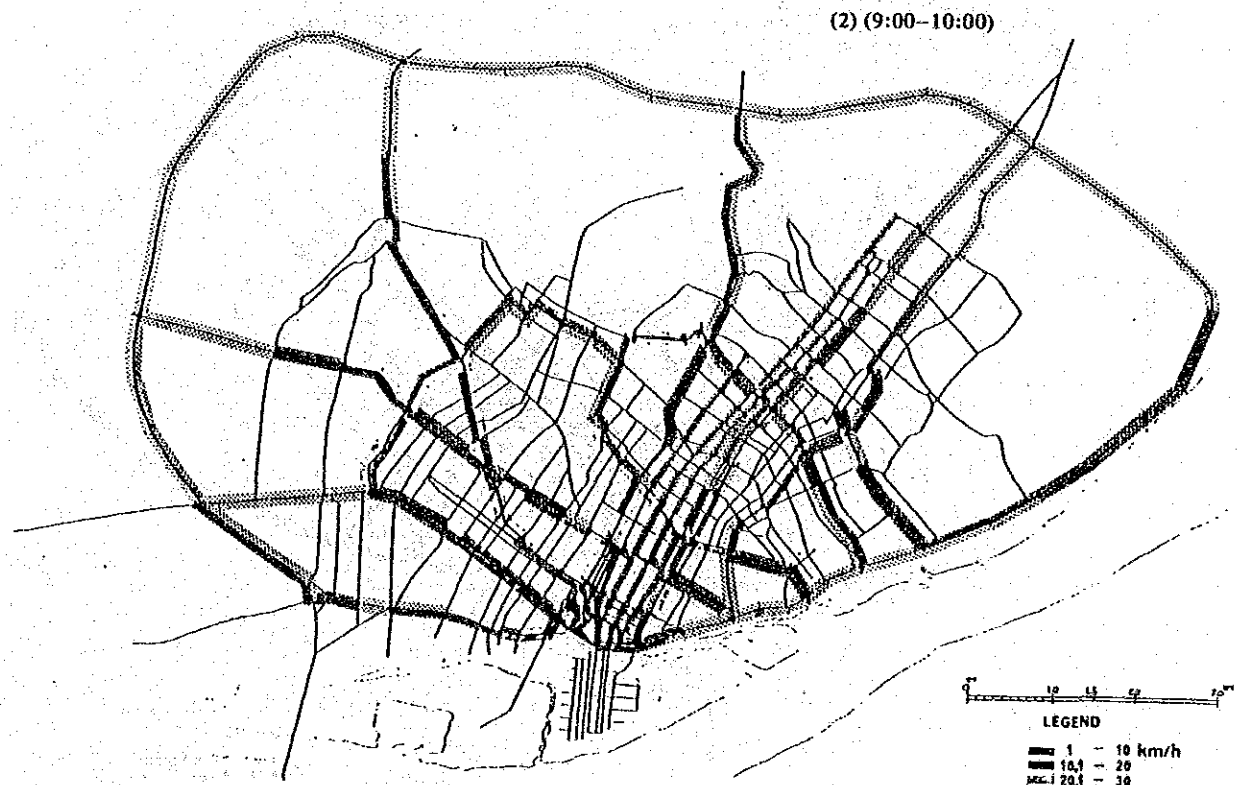 (2) (9:00–10:00)
LEGEND
1 – 10 km/h
10,1 – 20
20,1 – 30